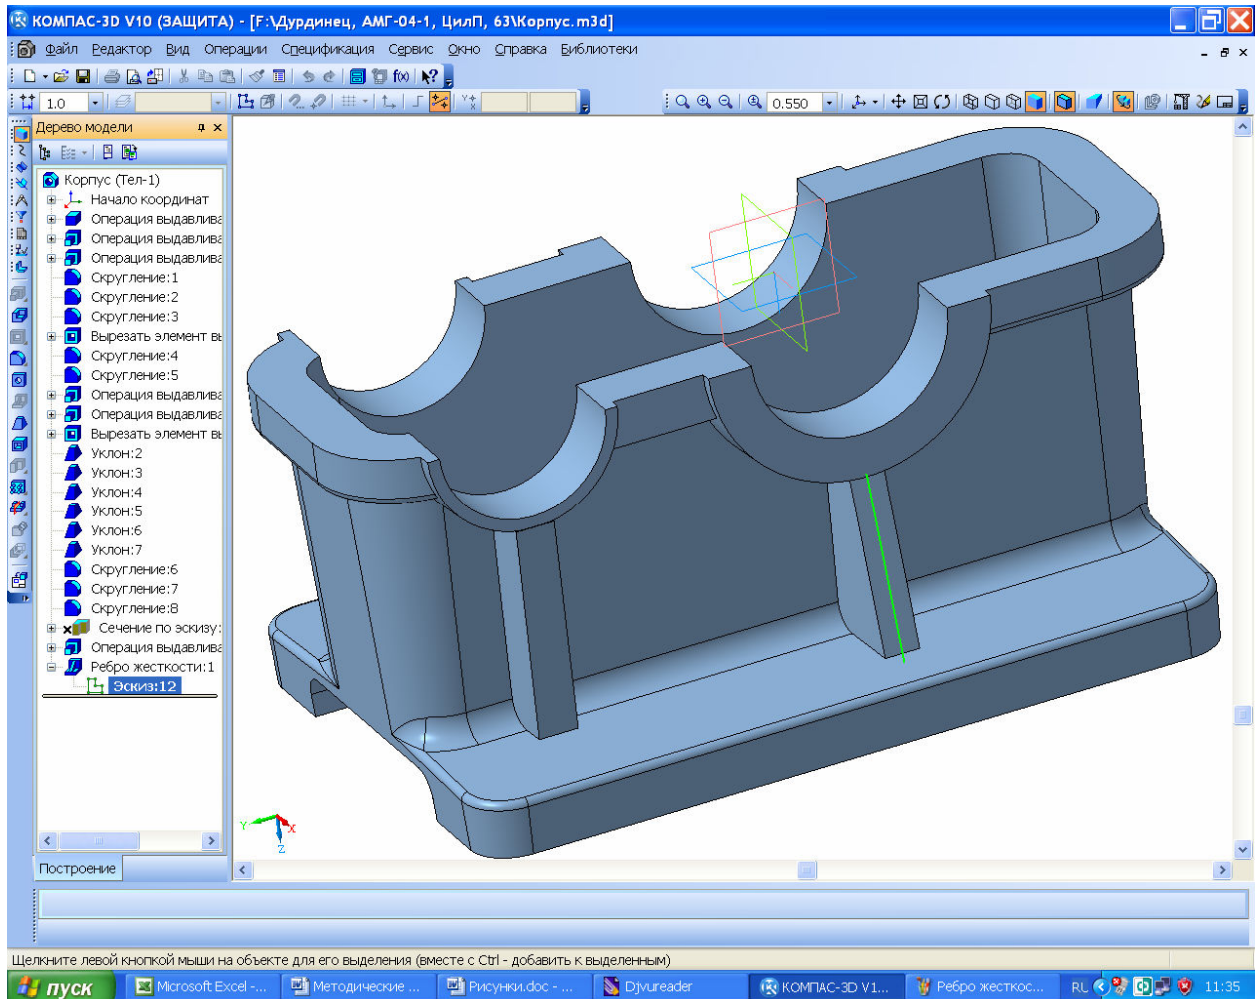 КОМПАС-3D V10 (ЗАЩИТА) - [F:\Дурдинец, АМГ-04-1, ЦилП, 63\Корпус.m3d]
Файл Редактор Вид Операции Спецификация Сервис Окно Справка Библиотеки
f(x)
1.0
0.550
Дерево модели
Корпус (Тел-1)
Начало координат
Операция выдавлива
Операция выдавлива
Операция выдавлива
Скругление:1
Скругление:2
Скругление:3
Вырезать элемент вы
Скругление:4
Скругление:5
Операция выдавлива
Операция выдавлива
Вырезать элемент вы
Уклон:2
Уклон:3
Уклон:4
Уклон:5
Уклон:6
Уклон:7
Скругление:6
Скругление:7
Скругление:8
Сечение по эскизу:
Операция выдавлива
Ребро жесткости:1
Эскиз:12
Y X
Z
Построение
Щелкните левой кнопкой мыши на объекте для его выделения (вместе с Ctrl - добавить к выделенным)
пуск Microsoft Excel -... Методические ... Рисунки.doc - ... Djvureader КОМПАС-3D V1... Ребро жесткос... RU 11:35